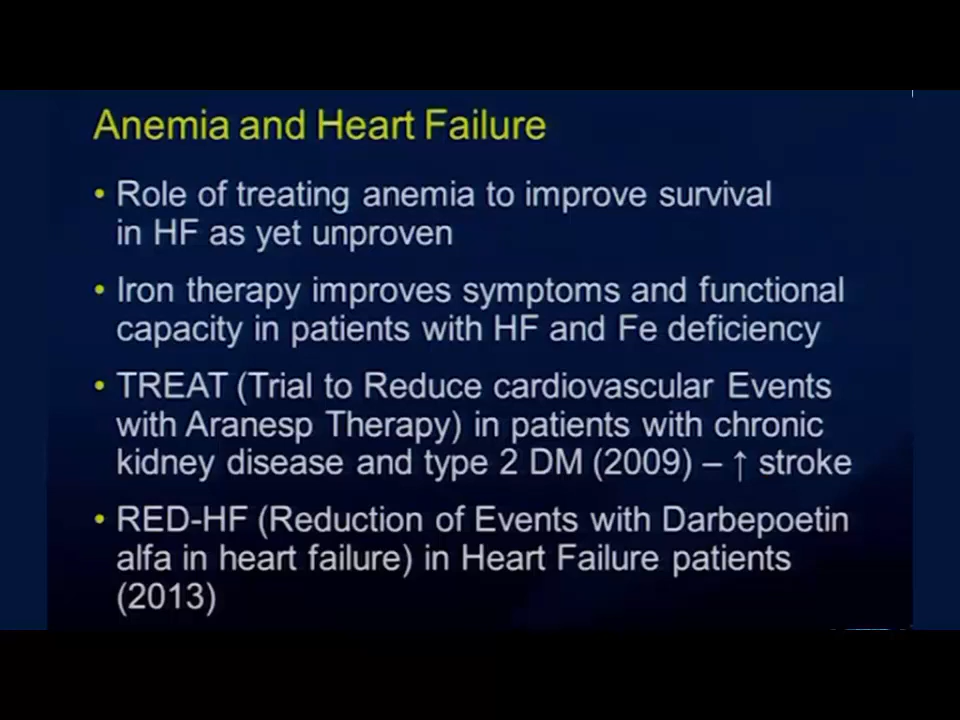 Anemia and Heart Failure
• Role of treating anemia to improve survival
in HF as yet unproven
• Iron therapy improves symptoms and functional
capacity in patients with HF and Fe deficiency
• TREAT (Trial to Reduce cardiovascular Events
with Aranesp Therapy) in patients with chronic
kidney disease and type 2 DM (2009) – ↑ stroke
• RED-HF (Reduction of Events with Darbepoetin
alfa in heart failure) in Heart Failure patients
(2013)